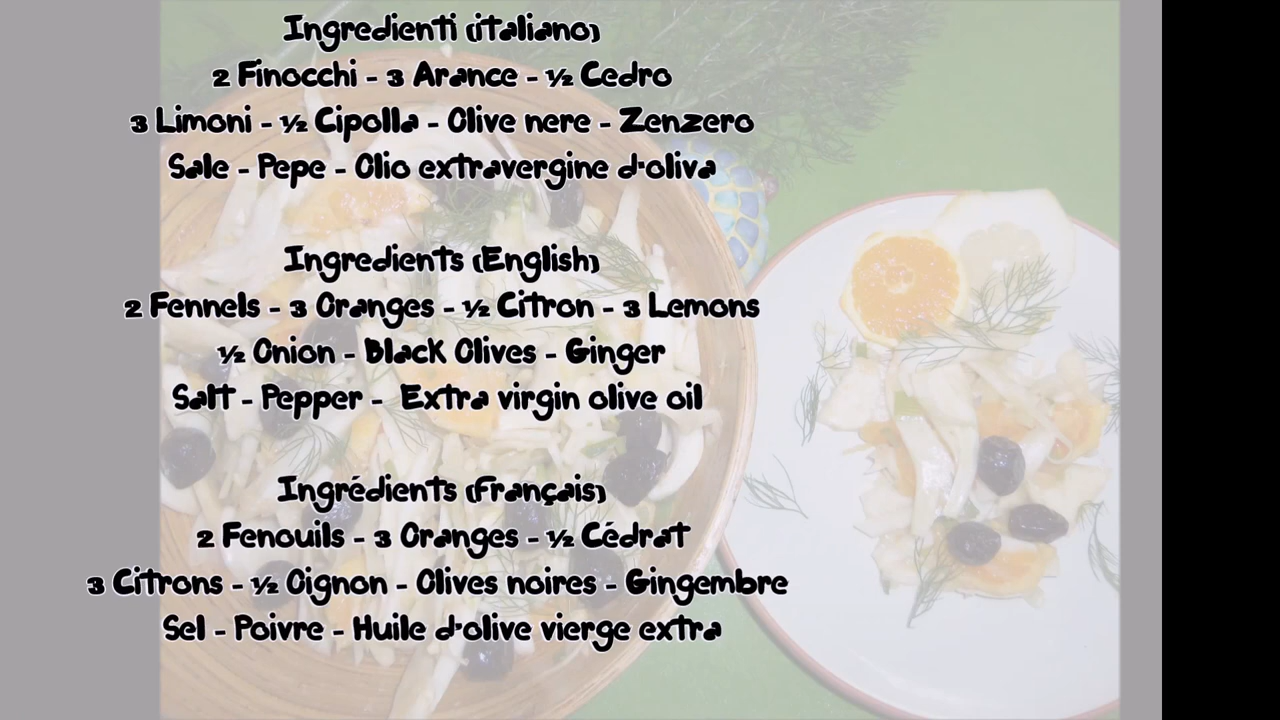 Ingredienti (italiano)
2 Finocchi - 3 Arance - ½ Cedro
3 Limoni - ½ Cipolla - Olive nere - Zenzero
Sale - Pepe - Olio extravergine d'oliva
Ingredients (English)
2 Fennels - 3 Oranges - ½ Citron - 3 Lemons
½ Onion - Black Olives - Ginger
Salt - Pepper - Extra virgin olive oil
Ingrédients (Français)
2 Fenouils - 3 Oranges - ½ Cédrat
3 Citrons - ½ Oignon - Olives noires - Gingembre
Sel - Poivre - Huile d'olive vierge extra